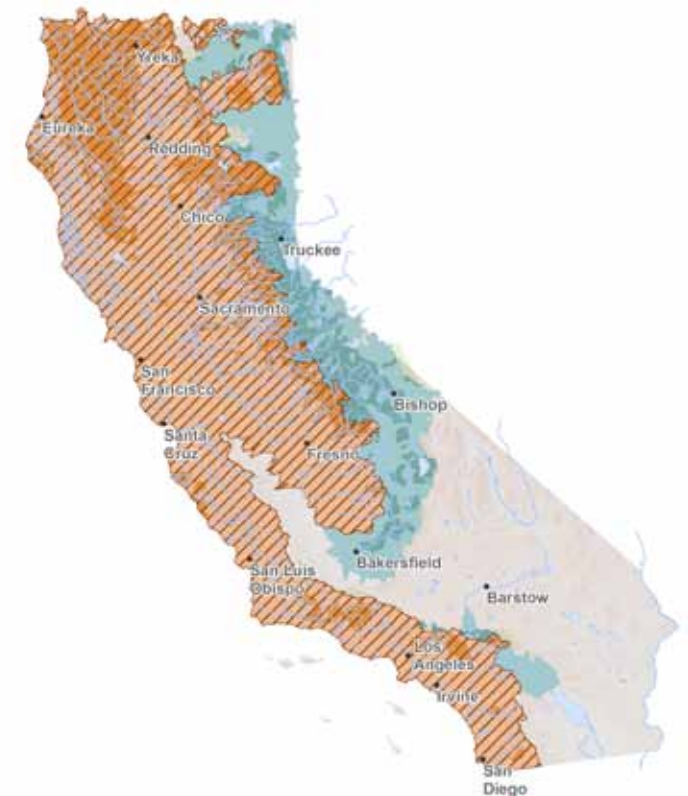 Yreka
Eureka
Redding
Chico
Truckee
Sacramento
San
Francisco
Bishop
Santa
Cruz
Fresno
Bakersfield
San Luis
Obispo
Barstow
Los
Angeles
Irvine
San
Diego